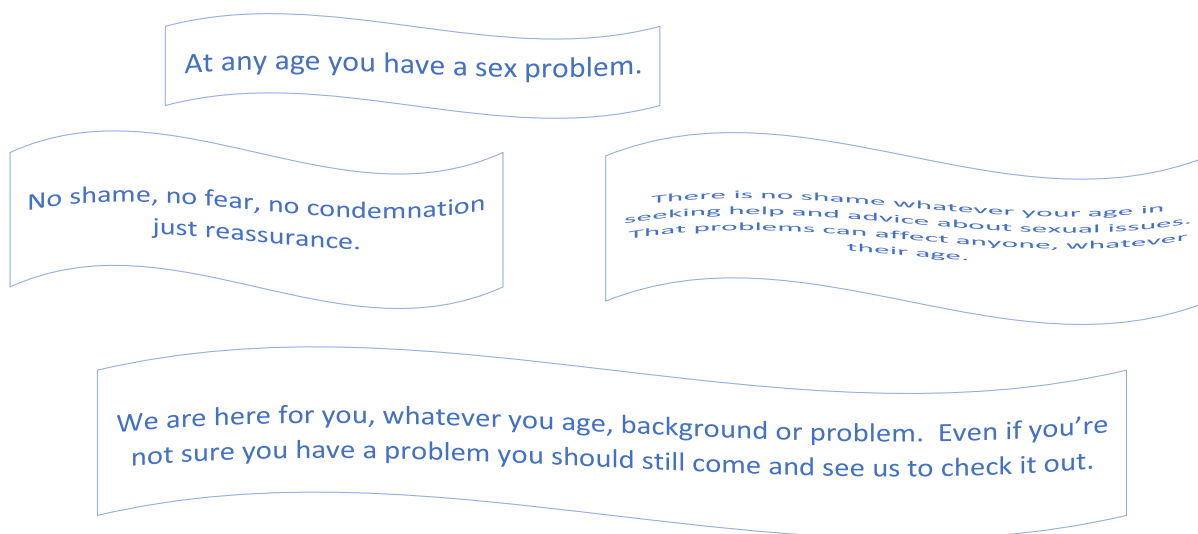 At any age you have a sex problem.
No shame, no fear, no condemnation
just reassurance.
There is no shame whatever your age in
seeking help and advice about sexual issues.
That problems can affect anyone, whatever
their age.
We are here for you, whatever you age, background or problem.  Even if you’re
not sure you have a problem you should still come and see us to check it out.